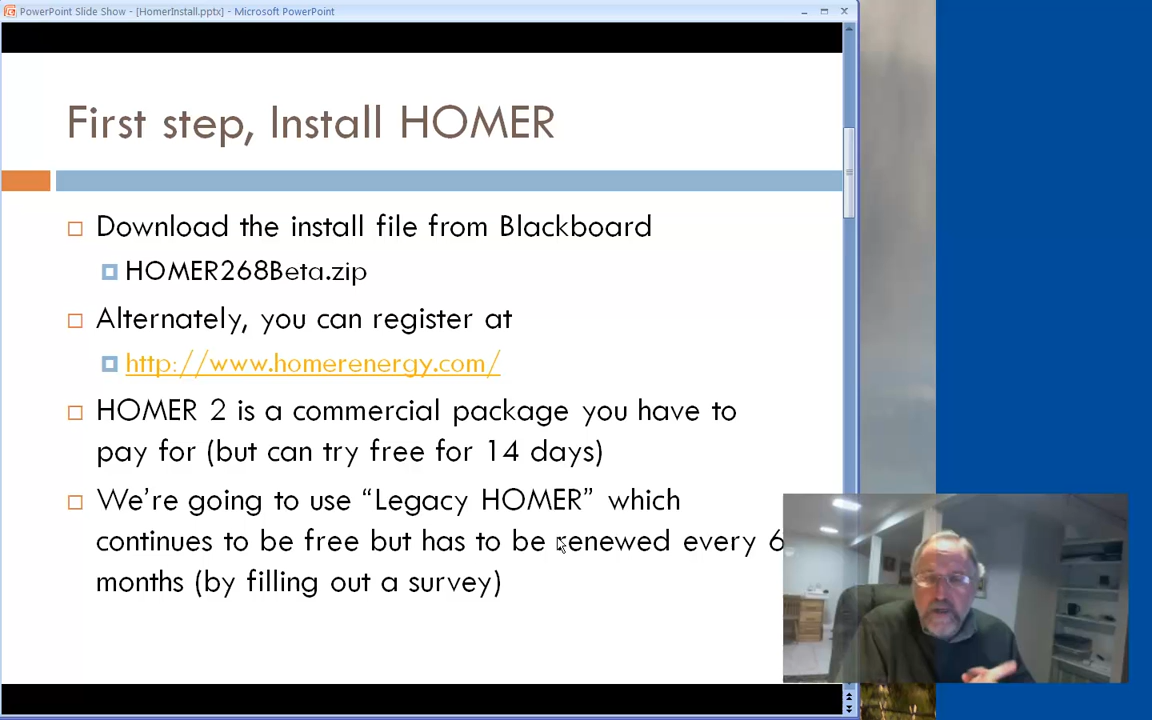 PowerPoint Slide Show - [HomerInstall.pptx] - Microsoft PowerPoint
First step, Install HOMER
Download the install file from Blackboard
HOMER268Beta.zip
Alternately, you can register at
http://www.homerenergy.com/
HOMER 2 is a commercial package you have to
pay for (but can try free for 14 days)
We're going to use “Legacy HOMER” which
continues to be free but has to be renewed every 6
months (by filling out a survey)